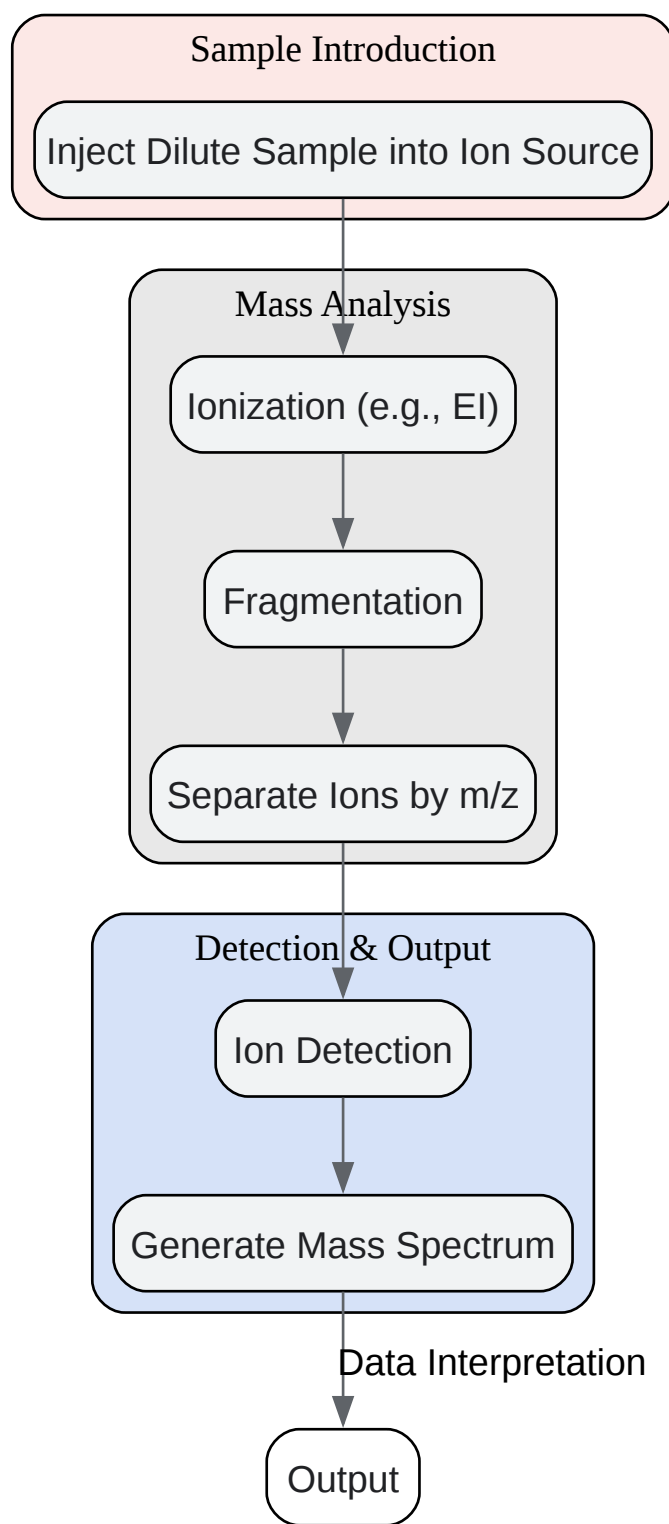 Sample Introduction
Inject Dilute Sample into Ion Source
Mass Analysis
Ionization (e.g., EI)
Fragmentation
Separate Ions by m/z
Detection & Output
Ion Detection
Generate Mass Spectrum
Data Interpretation
Output